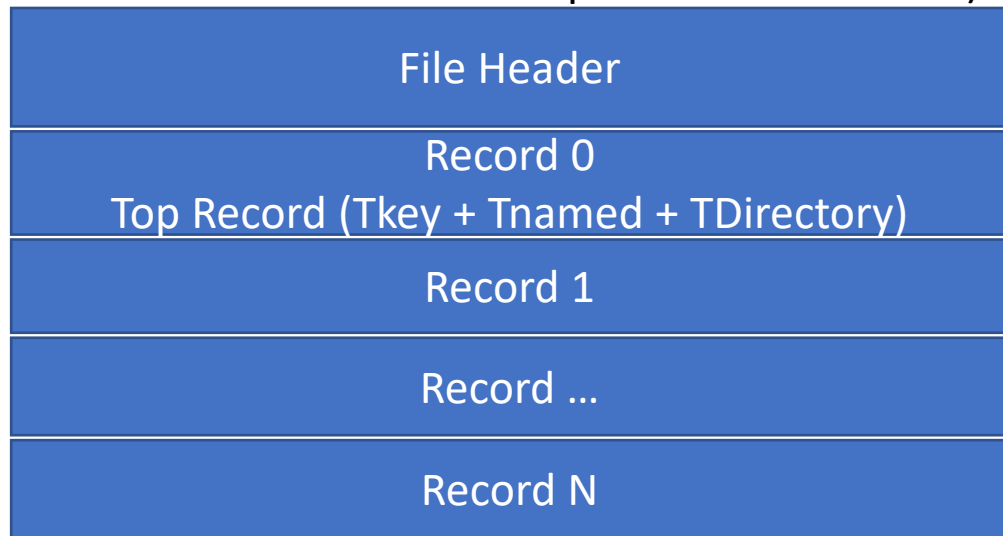 File Header
Record 0
Top Record (Tkey + Tnamed + TDirectory)
Record 1
Record ...
Record N